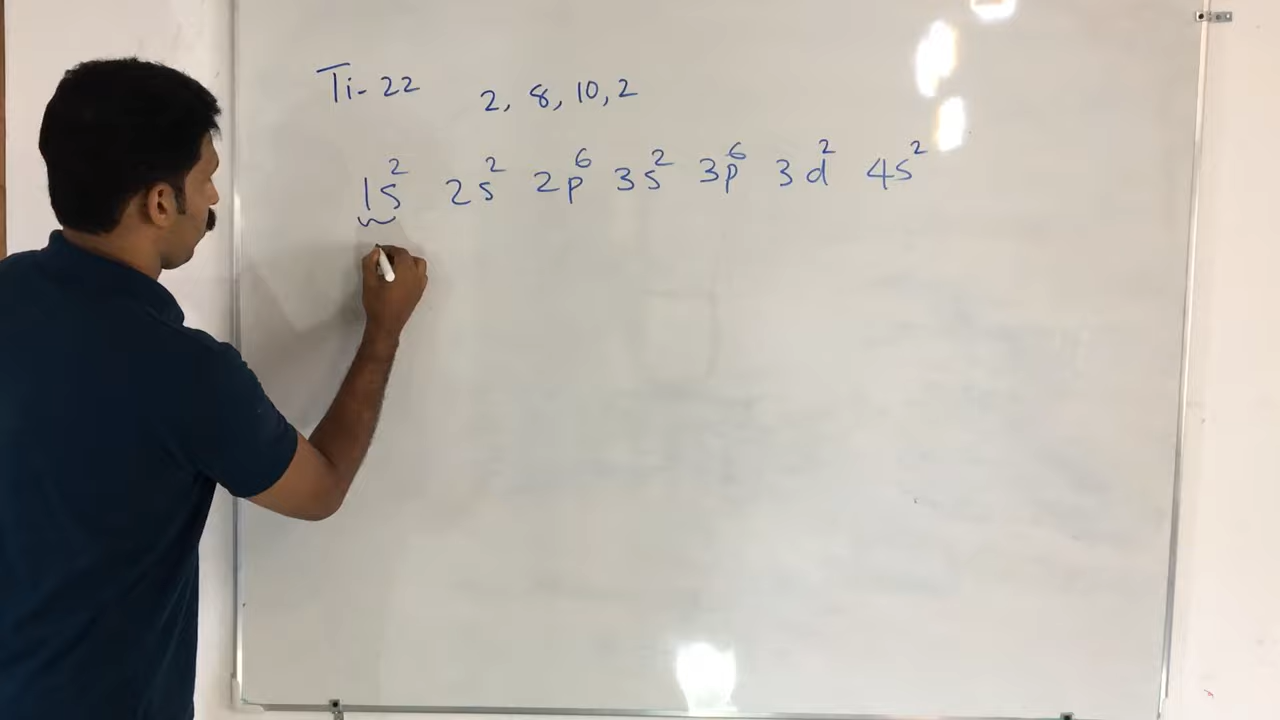 Ti- 22 2, 8, 10, 2
1s² 2s² 2p⁶ 3s² 3p⁶ 3d² 4s²